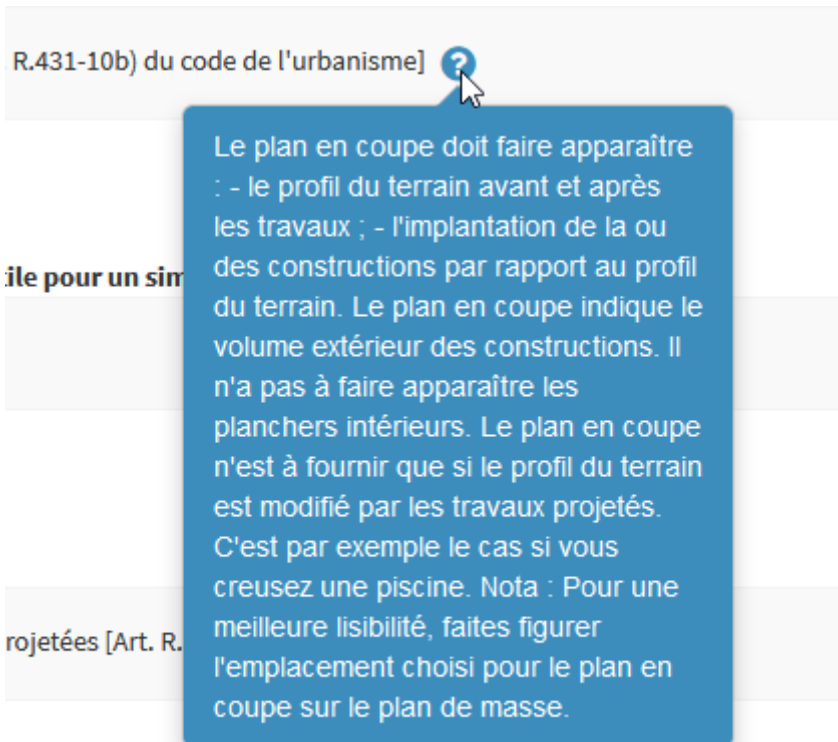 R.431-10b) du code de l'urbanisme] ?
Le plan en coupe doit faire apparaître
: - le profil du terrain avant et après
les travaux ; - l'implantation de la ou
des constructions par rapport au profil
du terrain. Le plan en coupe indique le
volume extérieur des constructions. Il
n'a pas à faire apparaître les
planchers intérieurs. Le plan en coupe
n'est à fournir que si le profil du terrain
est modifié par les travaux projetés.
C'est par exemple le cas si vous
creusez une piscine. Nota : Pour une
meilleure lisibilité, faites figurer
l'emplacement choisi pour le plan en
coupe sur le plan de masse.
tile pour un sim
rojetées [Art. R.